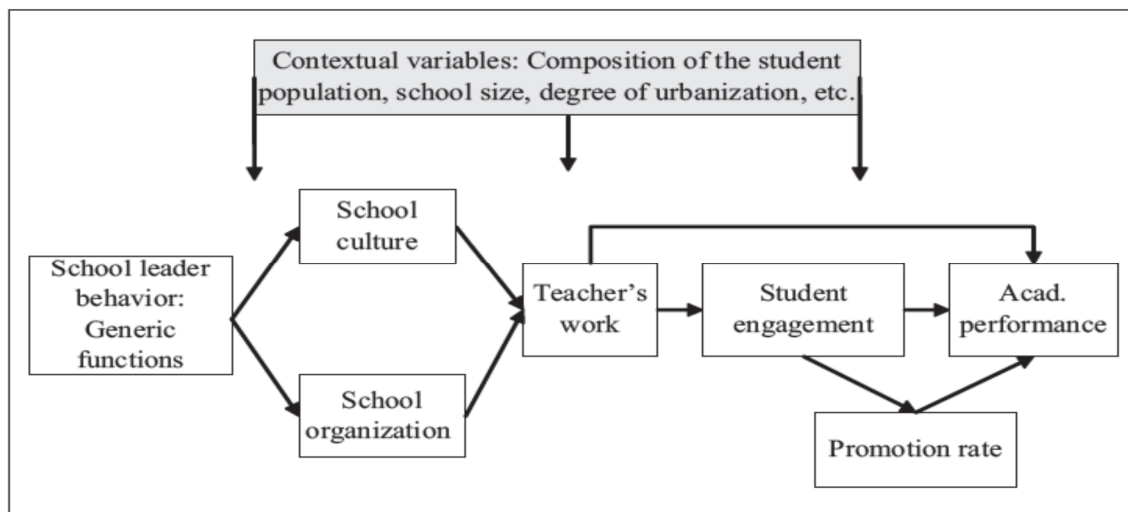 Contextual variables: Composition of the student
population, school size, degree of urbanization, etc.
School
culture
School leader
behavior:
Generic
functions
Teacher’s
work
Student
engagement
Acad.
performance
School
organization
Promotion rate